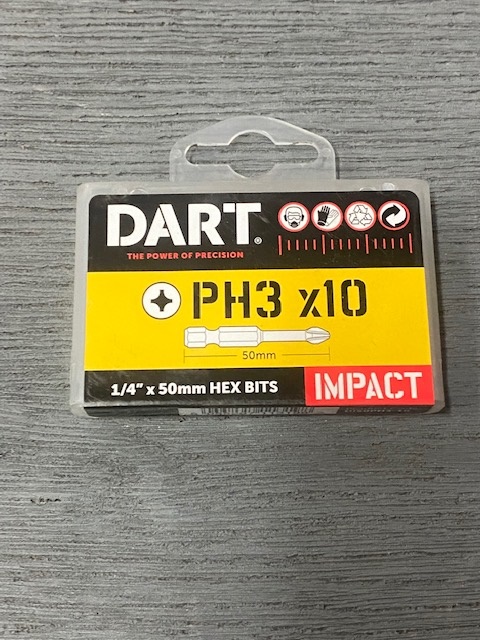 DART®
THE POWER OF PRECISION
PH3 x10
50mm
1/4" x 50mm HEX BITS
IMPACT